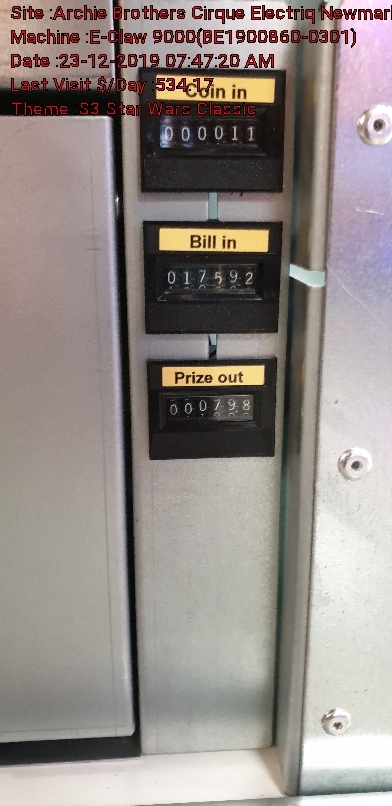 Site :Archie Brothers Cirque Electriq Newmar
Machine :E-Claw 9000(BE1900860-0301)
Date :23-12-2019 07:47:20 AM
Last Visit $/Day :534.17
Theme :S3 Star Wars Classic
Coin in
000011
Bill in
017592
Prize out
000798